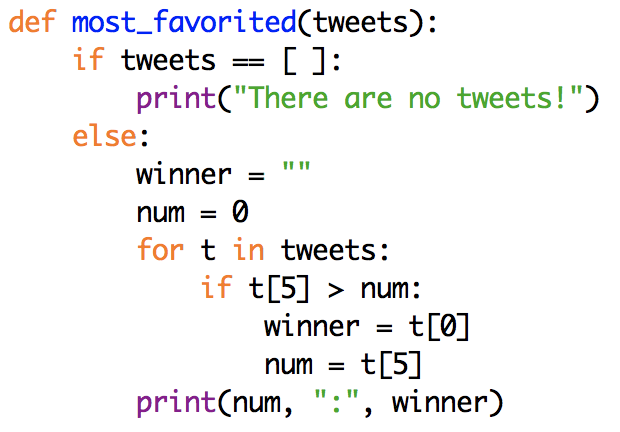 def most_favorited(tweets):
    if tweets == [ ]:
        print("There are no tweets!")
    else:
        winner = ""
        num = 0
        for t in tweets:
            if t[5] > num:
                winner = t[0]
                num = t[5]
        print(num, ":", winner)